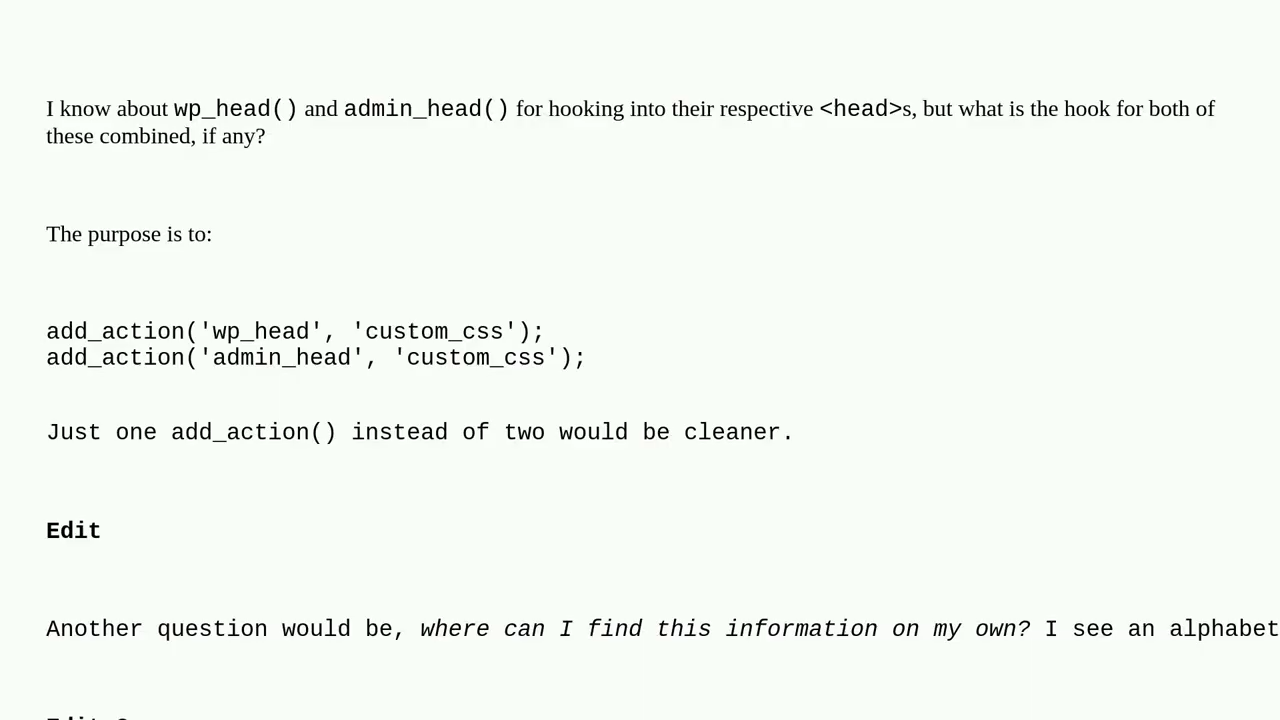 I know about wp_head() and admin_head() for hooking into their respective <head>s, but what is the hook for both of
these combined, if any?
The purpose is to:
add_action('wp_head', 'custom_css');
add_action('admin_head', 'custom_css');
Just one add_action() instead of two would be cleaner.
Edit
Another question would be, where can I find this information on my own? I see an alphabet